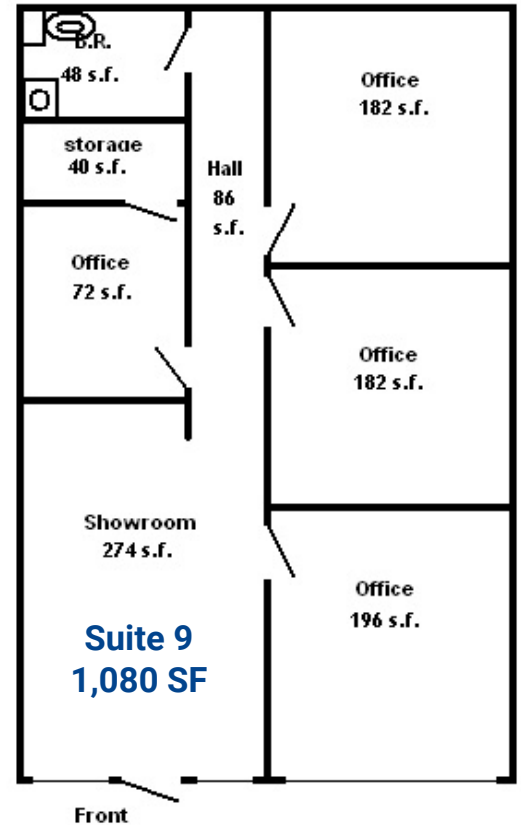 B.R.
48 s.f.
Office
182 s.f.
storage
40 s.f.
Hall
86
s.f.
Office
72 s.f.
Office
182 s.f.
Showroom
274 s.f.
Office
196 s.f.
Suite 9
1,080 SF
Front